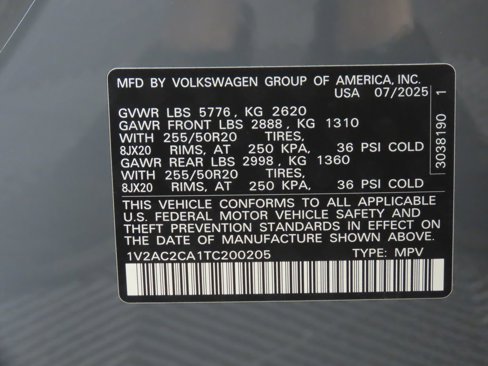 MFD BY VOLKSWAGEN GROUP OF AMERICA, INC.
USA 07/2025
GVWR LBS 5776, KG 2620
GAWR FRONT LBS 2888, KG 1310
WITH 255/50R20 TIRES,
8JX20 RIMS, AT 250 KPA, 36 PSI COLD
GAWR REAR LBS 2998, KG 1360
WITH 255/50R20 TIRES,
8JX20 RIMS, AT 250 KPA, 36 PSI COLD
THIS VEHICLE CONFORMS TO ALL APPLICABLE
U.S. FEDERAL MOTOR VEHICLE SAFETY AND
THEFT PREVENTION STANDARDS IN EFFECT ON
THE DATE OF MANUFACTURE SHOWN ABOVE.
1V2AC2CA1TC200205 TYPE: MPV
3038190 1